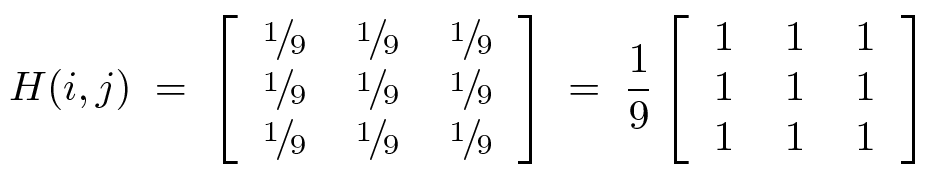 H(i, j) = [ 1/9 1/9 1/9 ; 1/9 1/9 1/9 ; 1/9 1/9 1/9 ] = 1/9 [ 1 1 1 ; 1 1 1 ; 1 1 1 ]